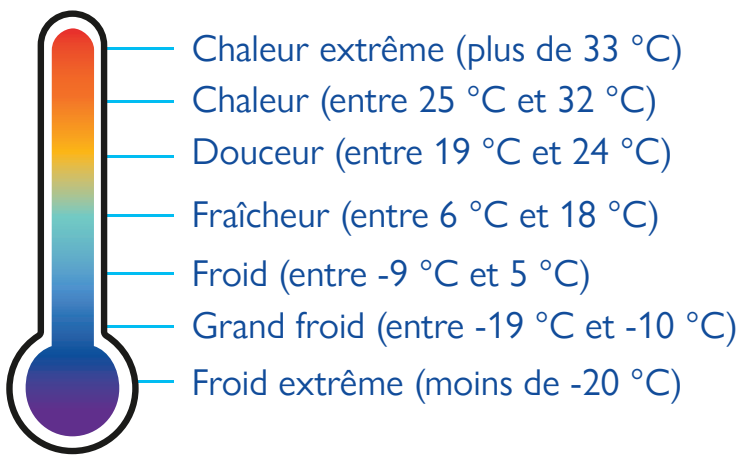 Chaleur extrême (plus de 33 °C)
Chaleur (entre 25 °C et 32 °C)
Douceur (entre 19 °C et 24 °C)
Fraîcheur (entre 6 °C et 18 °C)
Froid (entre -9 °C et 5 °C)
Grand froid (entre -19 °C et -10 °C)
Froid extrême (moins de -20 °C)